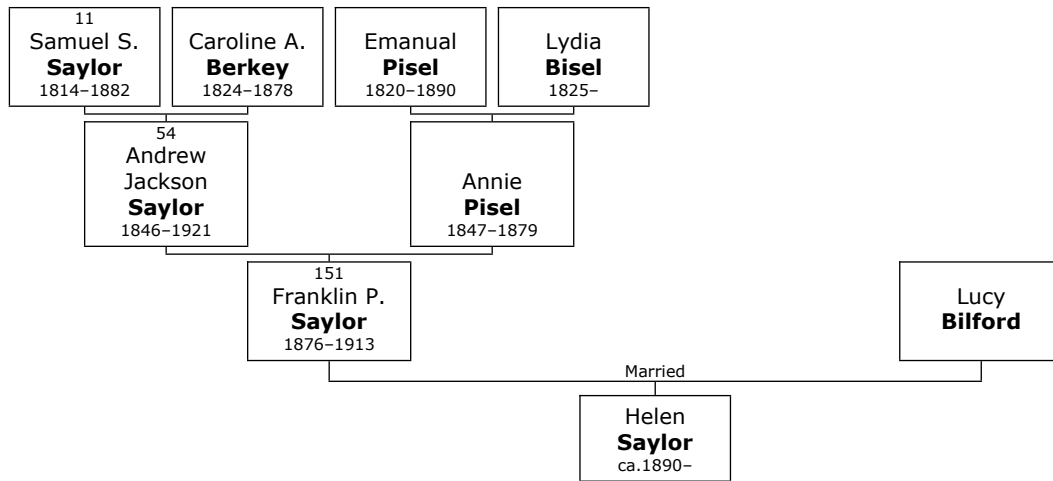 11
Samuel S.
Saylor
1814–1882
Caroline A.
Berkey
1824–1878
Emanual
Pisel
1820–1890
Lydia
Bisel
1825–
54
Andrew
Jackson
Saylor
1846–1921
Annie
Pisel
1847–1879
151
Franklin P.
Saylor
1876–1913
Lucy
Bilford
Married
Helen
Saylor
ca.1890–